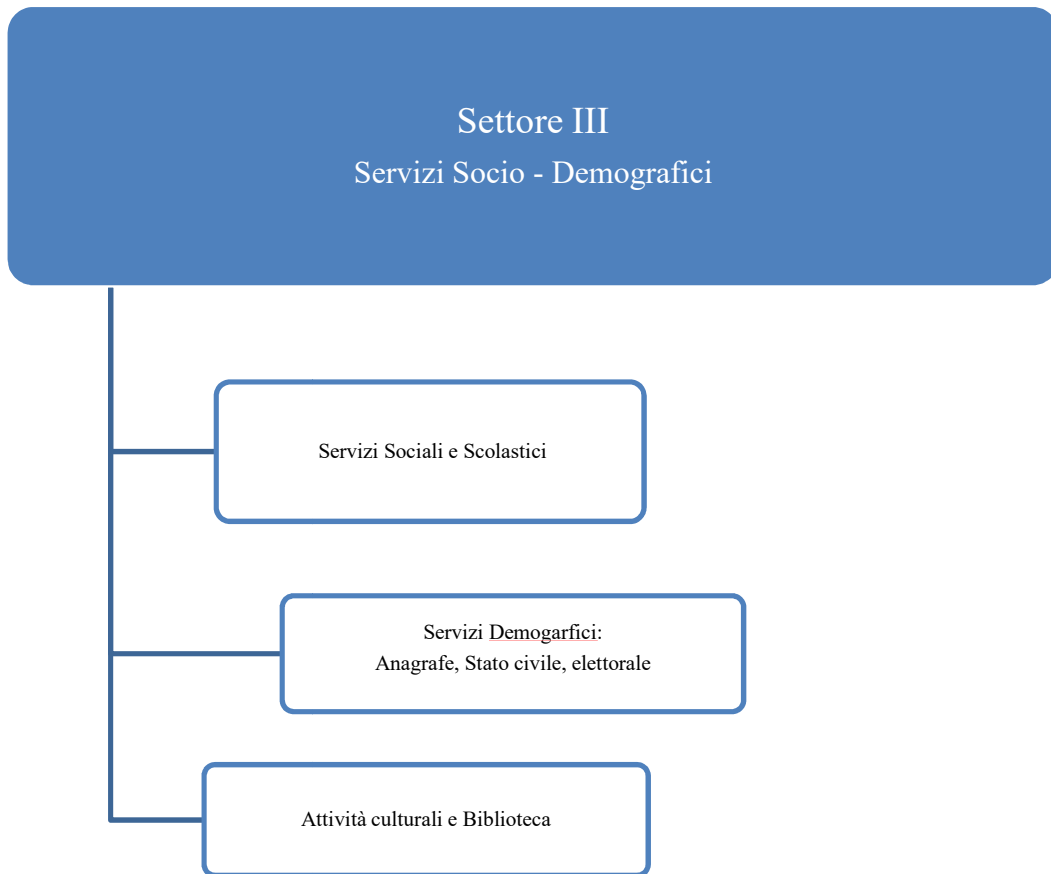 Settore III
Servizi Socio - Demografici
Servizi Sociali e Scolastici
Servizi Demogarfici:
Anagrafe, Stato civile, elettorale
Attività culturali e Biblioteca